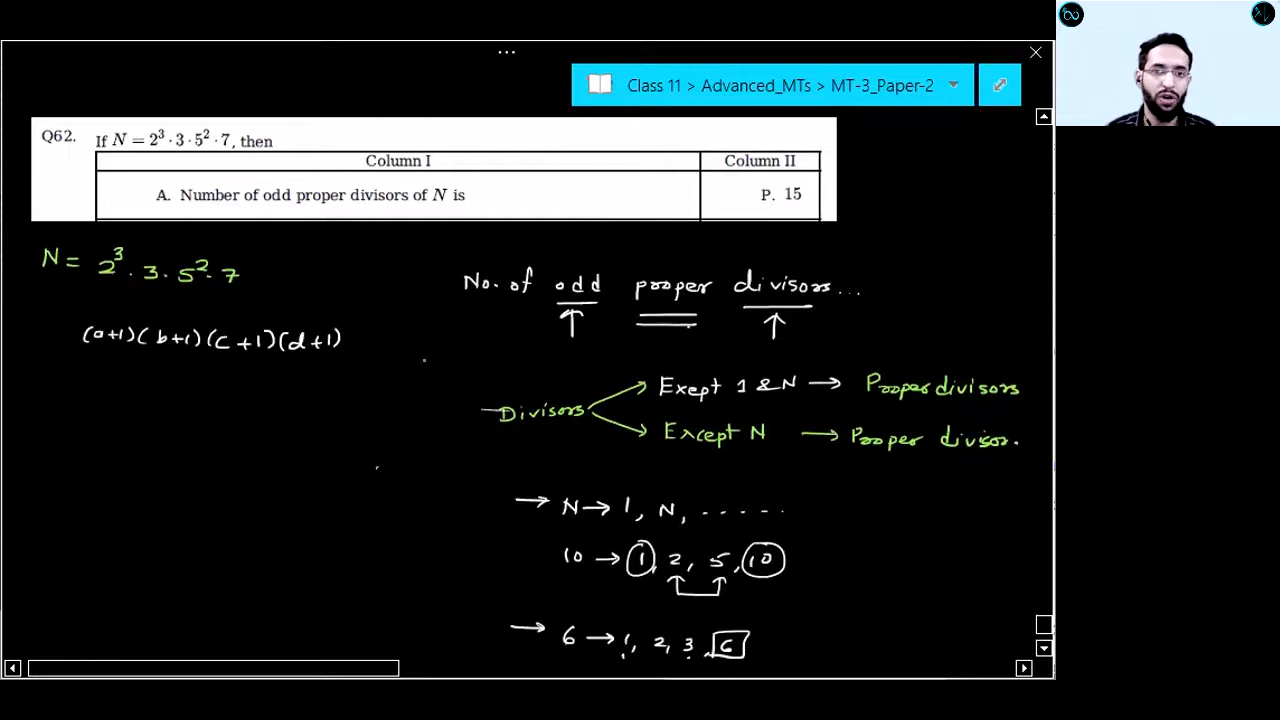 Class 11 > Advanced_MTs > MT-3_Paper-2
Q62. If N = 2³ · 3 · 5² · 7, then
Column I Column II
A. Number of odd proper divisors of N is P. 15
N = 2³ · 3 · 5² · 7
(a+1)(b+1)(c+1)(d+1)
No. of odd proper divisors...
Divisors
Exept 1 & N → Proper divisors
Except N → Proper divisor.
→ N → 1, N, ......
10 → 1, 2, 5, 10
→ 6 → 1, 2, 3, 6